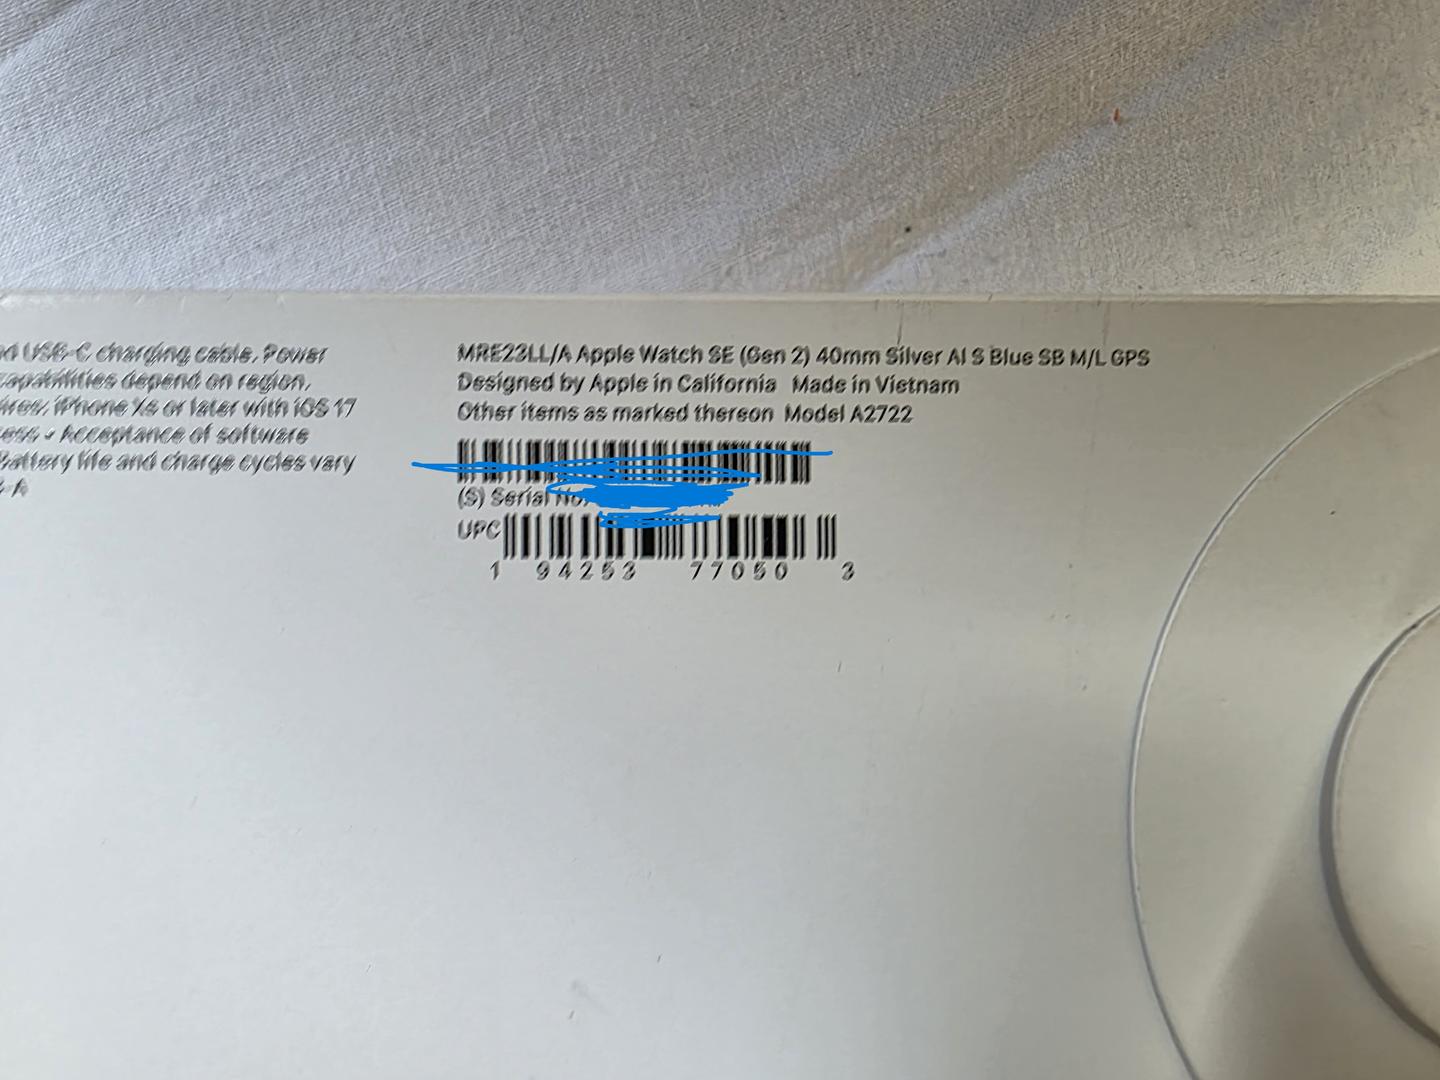 nd USB-C charging cable, Power
capabilities depend on region,
ires: iPhone Xs or later with iOS 17
ess • Acceptance of software
Battery life and charge cycles vary
-A
MRE23LL/A Apple Watch SE (Gen 2) 40mm Silver Al S Blue SB M/L GPS
Designed by Apple in California Made in Vietnam
Other items as marked thereon Model A2722
(S) Serial No.
UPC
1 94253 77050 3